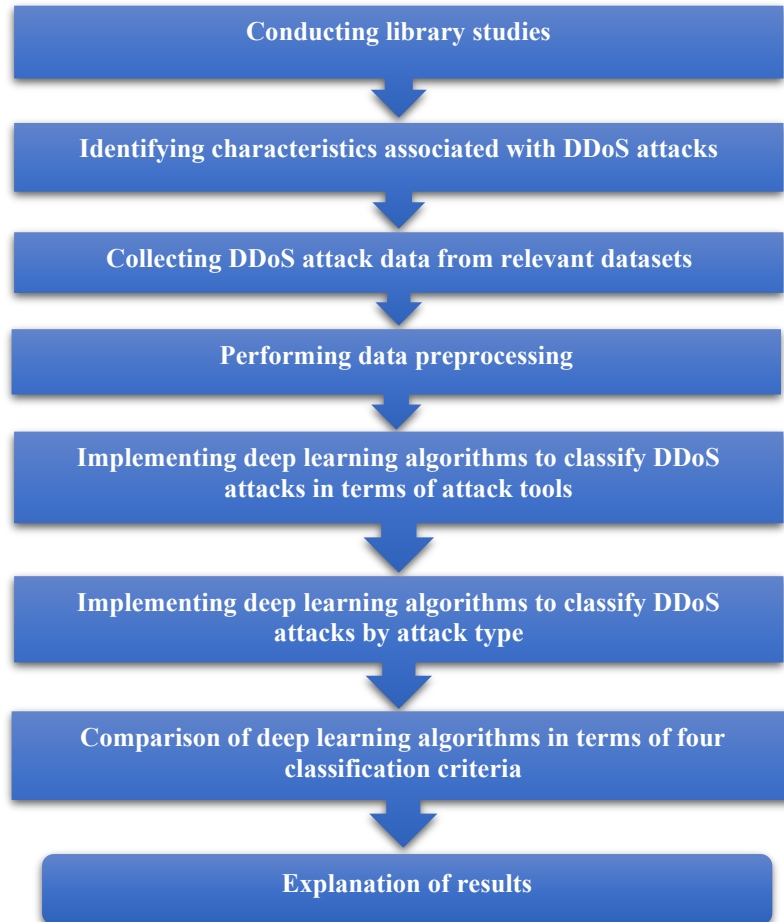 Conducting library studies
Identifying characteristics associated with DDoS attacks
Collecting DDoS attack data from relevant datasets
Performing data preprocessing
Implementing deep learning algorithms to classify DDoS
attacks in terms of attack tools
Implementing deep learning algorithms to classify DDoS
attacks by attack type
Comparison of deep learning algorithms in terms of four
classification criteria
Explanation of results